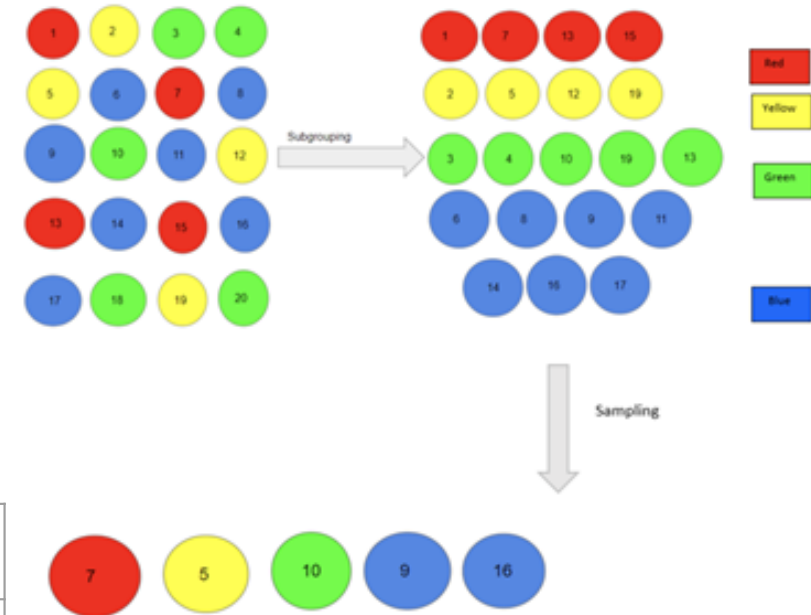 1 2 3 4
5 6 7 8
9 10 11 12
13 14 15 16
17 18 19 20
Subgrouping
1 7 13 15
2 5 12 19
3 4 10 19 13
6 8 9 11
14 16 17
Red
Yellow
Green
Blue
Sampling
7 5 10 9 16